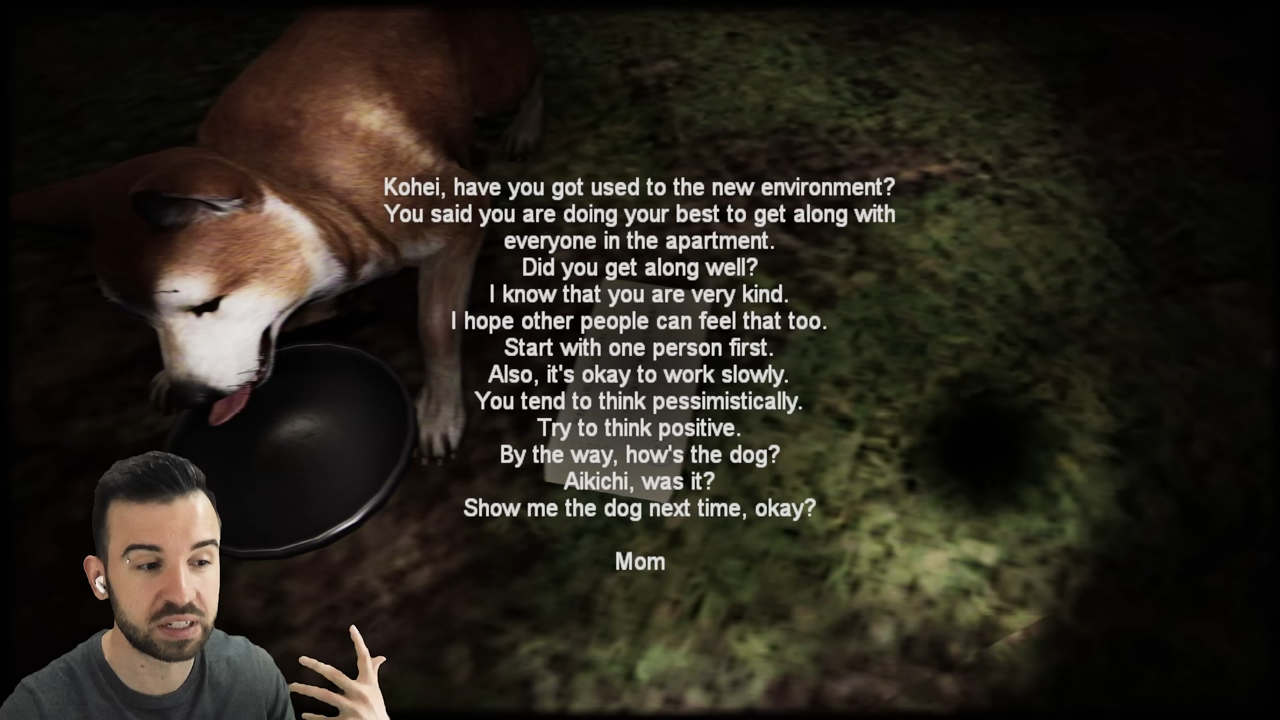 Kohei, have you got used to the new environment?
You said you are doing your best to get along with
everyone in the apartment.
Did you get along well?
I know that you are very kind.
I hope other people can feel that too.
Start with one person first.
Also, it's okay to work slowly.
You tend to think pessimistically.
Try to think positive.
By the way, how's the dog?
Aikichi, was it?
Show me the dog next time, okay?
Mom